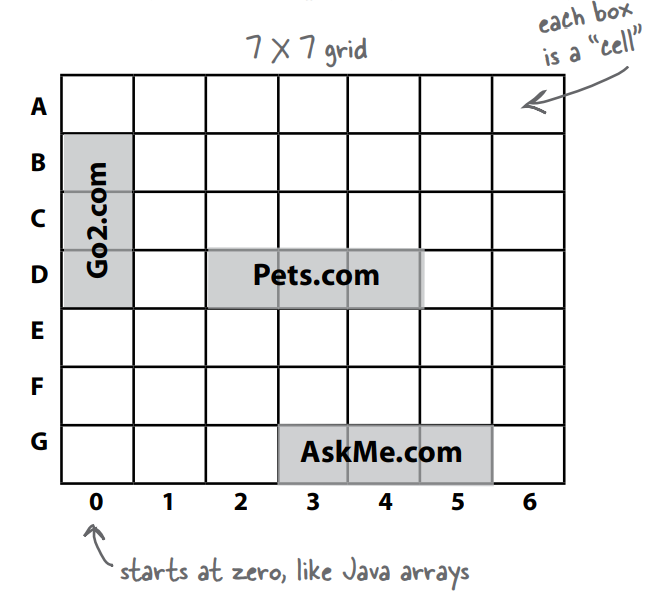 each box
is a “cell”
7 X 7 grid
A
B
C
D
E
F
G
Go2.com
Pets.com
AskMe.com
0 1 2 3 4 5 6
starts at zero, like Java arrays